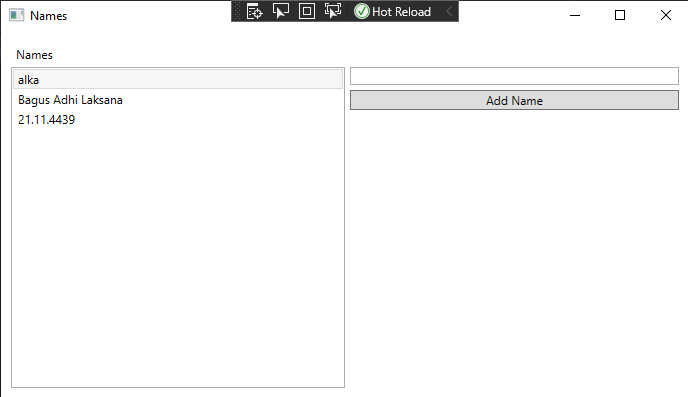 Names
Hot Reload
Names
alka
Bagus Adhi Laksana
21.11.4439
Add Name